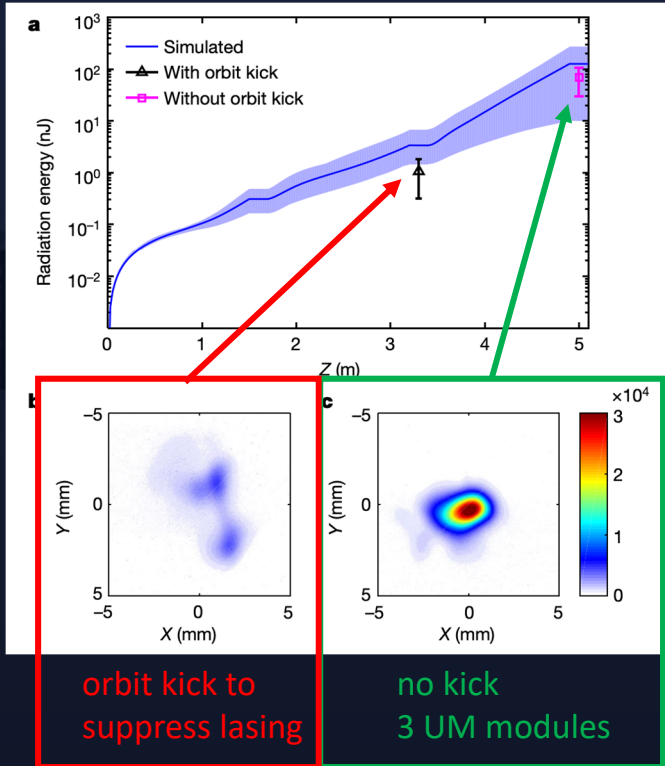 a
10³
10²
10¹
10⁰
10⁻¹
10⁻²
Radiation energy (nJ)
Simulated
With orbit kick
Without orbit kick
0 1 2 3 4 5
Z (m)
b
−5
0
5
Y (mm)
−5 0 5
X (mm)
c
−5
0
5
Y (mm)
−5 0 5
X (mm)
×10⁴
3
2
1
0
orbit kick to
suppress lasing
no kick
3 UM modules